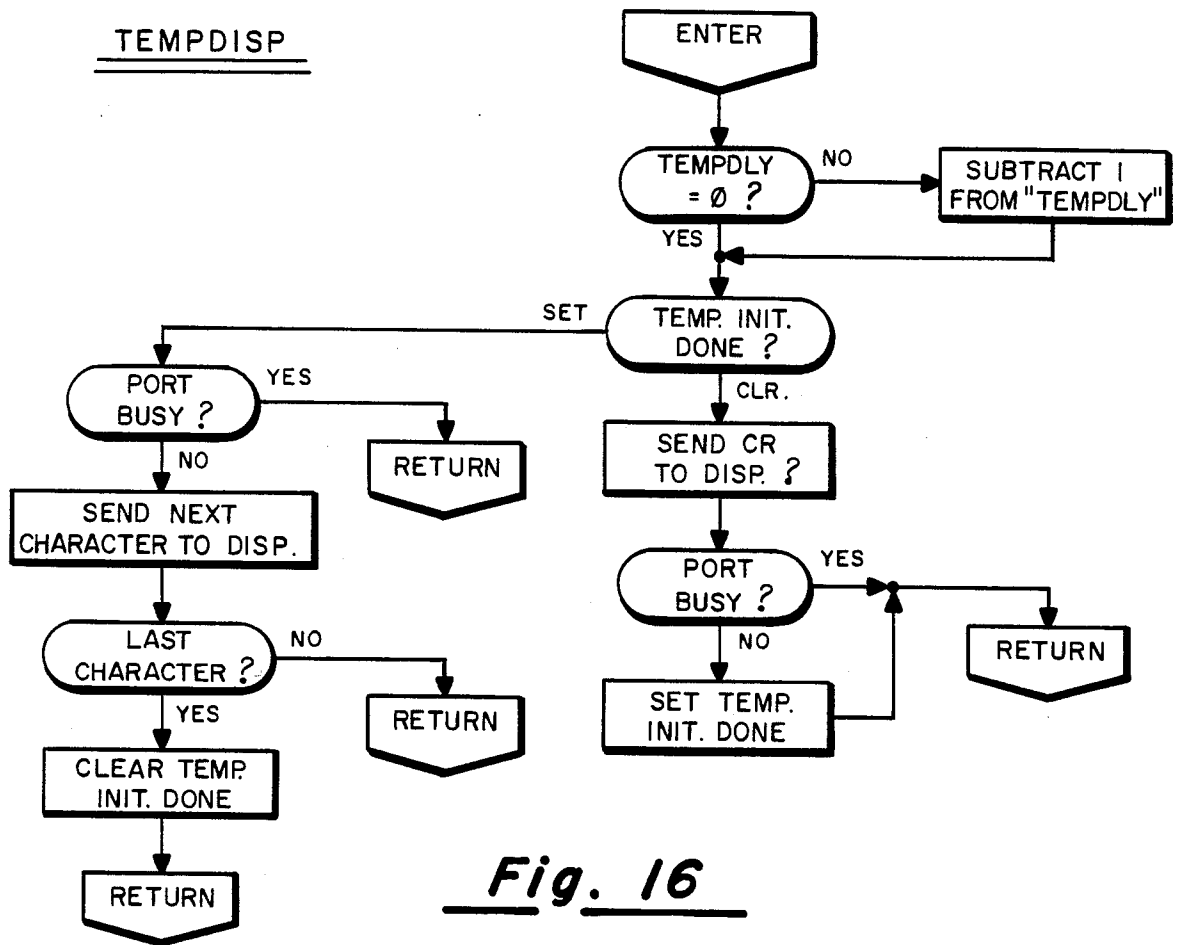 TEMPDISP
ENTER
TEMPDLY
= Ø ?
NO
SUBTRACT 1
FROM "TEMPDLY"
YES
TEMP. INIT.
DONE ?
SET
CLR.
PORT
BUSY ?
YES
RETURN
NO
SEND NEXT
CHARACTER TO DISP.
LAST
CHARACTER ?
NO
RETURN
YES
CLEAR TEMP.
INIT. DONE
RETURN
SEND CR
TO DISP. ?
PORT
BUSY ?
YES
RETURN
NO
SET TEMP.
INIT. DONE
Fig. 16